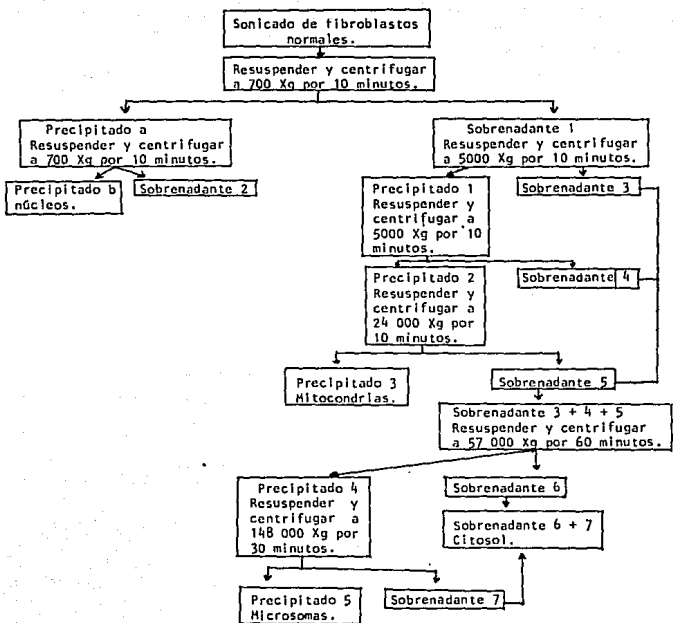 Sonicado de fibroblastos
normales.
Resuspender y centrifugar
a 700 Xg por 10 minutos.
Precipitado a
Resuspender y centrifugar
a 700 Xg por 10 minutos.
Sobrenadante 1
Resuspender y centrifugar
a 5000 Xg por 10 minutos.
Precipitado b
núcleos.
Sobrenadante 2
Precipitado 1
Resuspender y
centrifugar a
5000 Xg por 10
minutos.
Sobrenadante 3
Precipitado 2
Resuspender y
centrifugar a
24 000 Xg por
10 minutos.
Sobrenadante 4
Precipitado 3
Mitocondrias.
Sobrenadante 5
Sobrenadante 3 + 4 + 5
Resuspender y centrifugar
a 57 000 Xg por 60 minutos.
Precipitado 4
Resuspender y
centrifugar a
148 000 Xg por
30 minutos.
Sobrenadante 6
Sobrenadante 6 + 7
Citosol.
Precipitado 5
Microsomas.
Sobrenadante 7